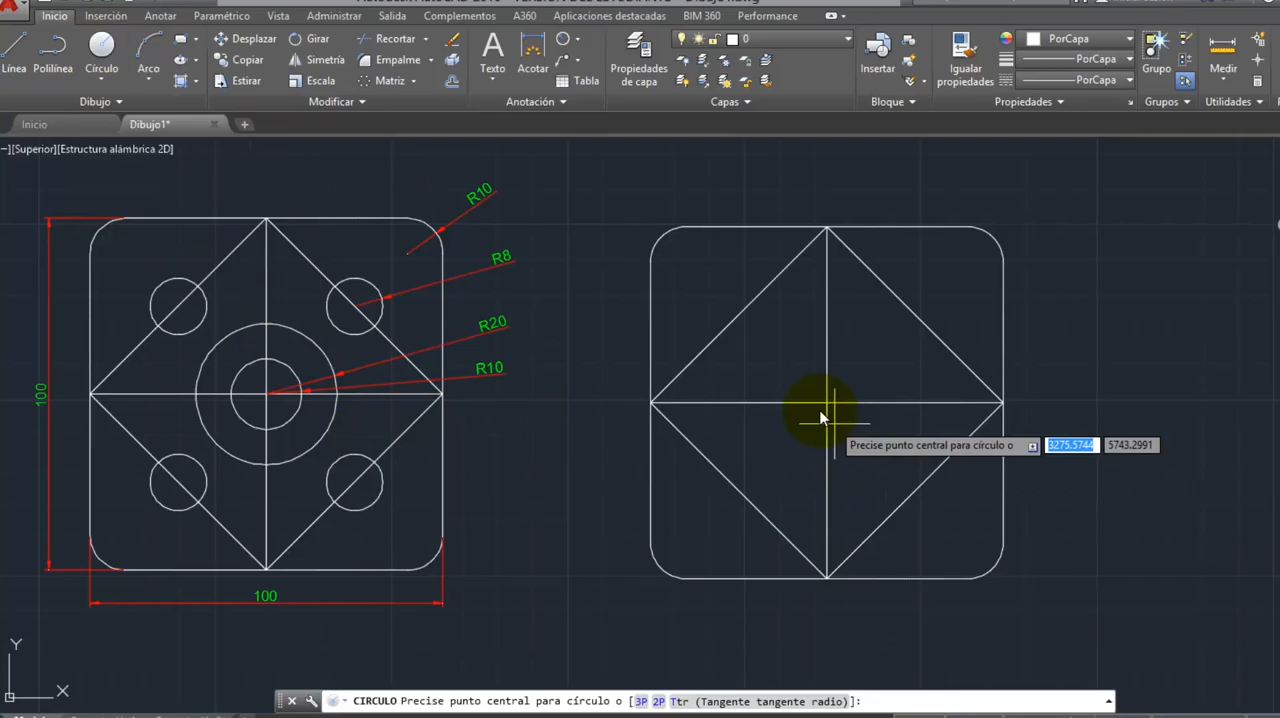 Inicio Inserción Anotar Paramétrico Vista Administrar Salida Complementos A360 Aplicaciones destacadas BIM 360 Performance
Línea Polilínea Círculo Arco
Desplazar Girar Recortar
Copiar Simetría Empalme
Estirar Escala Matriz
Texto Acotar Tabla
Propiedades de capas
0
Insertar
Igualar propiedades
PorCapa
PorCapa
PorCapa
Grupo Medir
Dibujo Modificar Anotación Capas Bloque Propiedades Grupos Utilidades
Inicio Dibujo1*
–][Superior][Estructura alámbrica 2D]
R10
R8
R20
R10
100
100
Precise punto central para círculo o 3275.5744 5743.2991
Y
X
CIRCULO Precise punto central para círculo o [3P 2P Ttr (Tangente tangente radio)]: